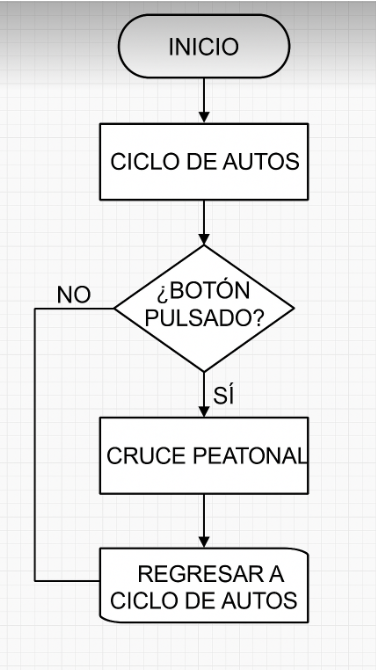 INICIO
CICLO DE AUTOS
¿BOTÓN
PULSADO?
NO
SÍ
CRUCE PEATONAL
REGRESAR A
CICLO DE AUTOS